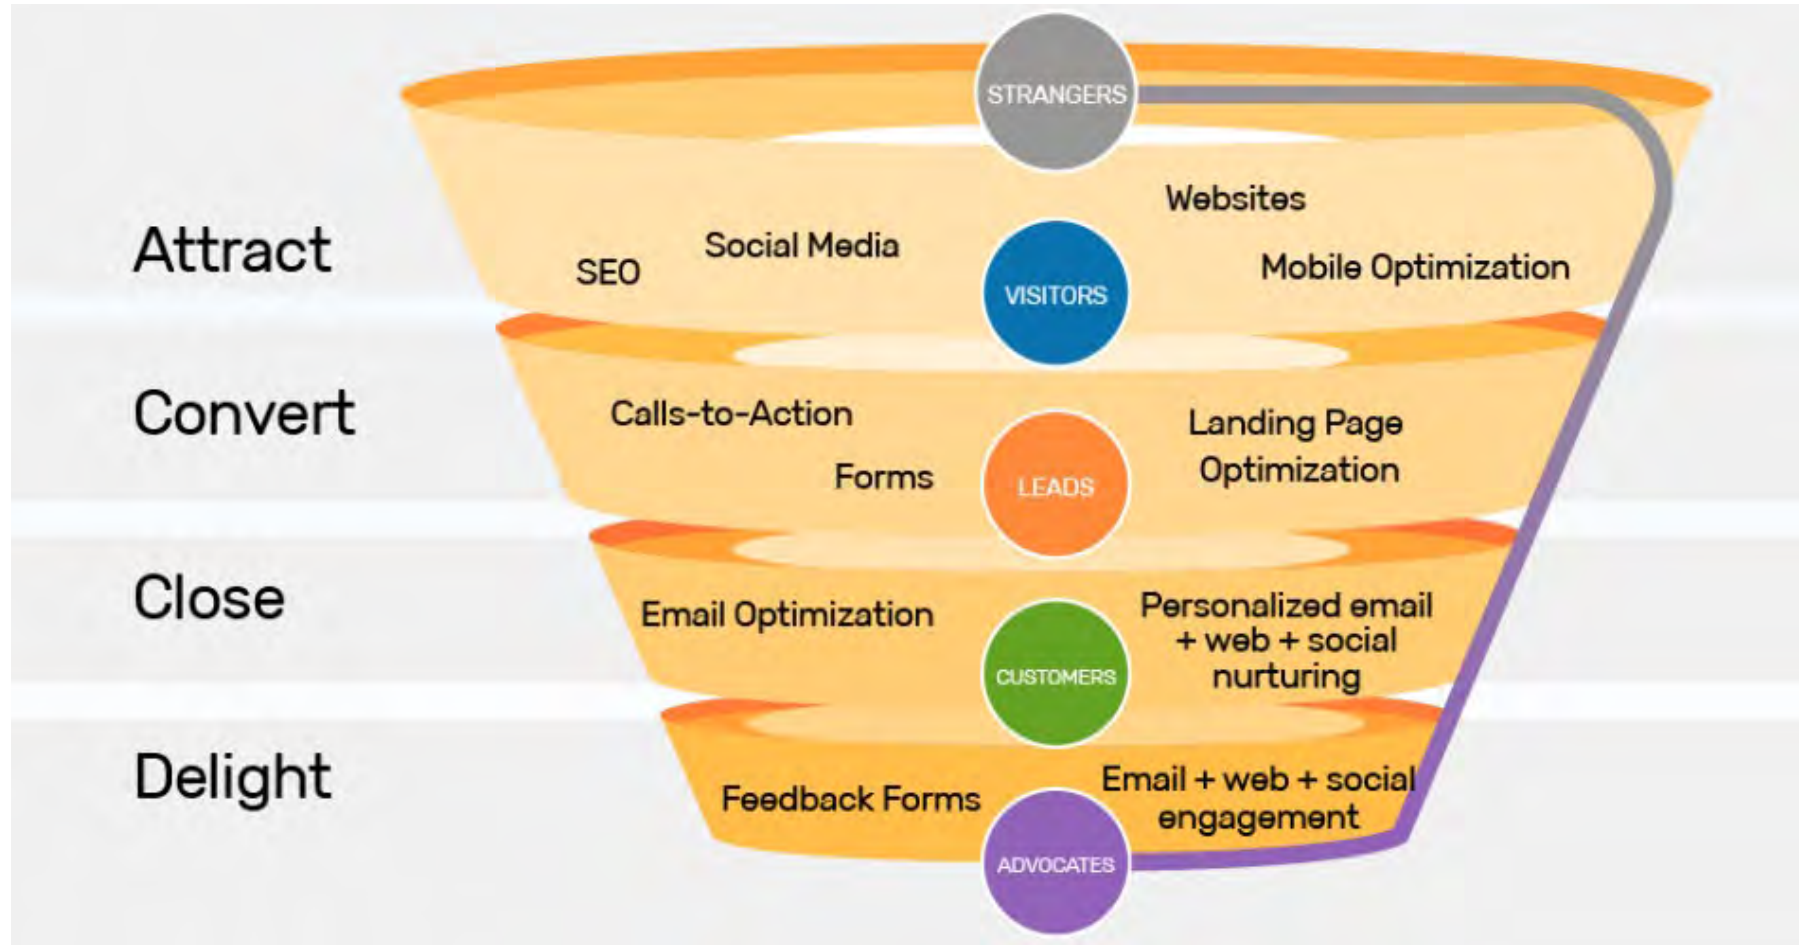 STRANGERS
Attract
SEO
Social Media
Websites
Mobile Optimization
VISITORS
Convert
Calls-to-Action
Forms
LEADS
Landing Page
Optimization
Close
Email Optimization
CUSTOMERS
Personalized email
+ web + social
nurturing
Delight
Feedback Forms
ADVOCATES
Email + web + social
engagement